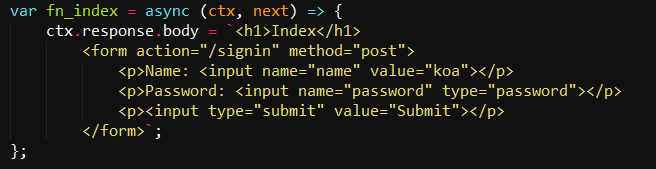 var fn_index = async (ctx, next) => {
    ctx.response.body = `<h1>Index</h1>
        <form action="/signin" method="post">
            <p>Name: <input name="name" value="koa"></p>
            <p>Password: <input name="password" type="password"></p>
            <p><input type="submit" value="Submit"></p>
        </form>`;
};